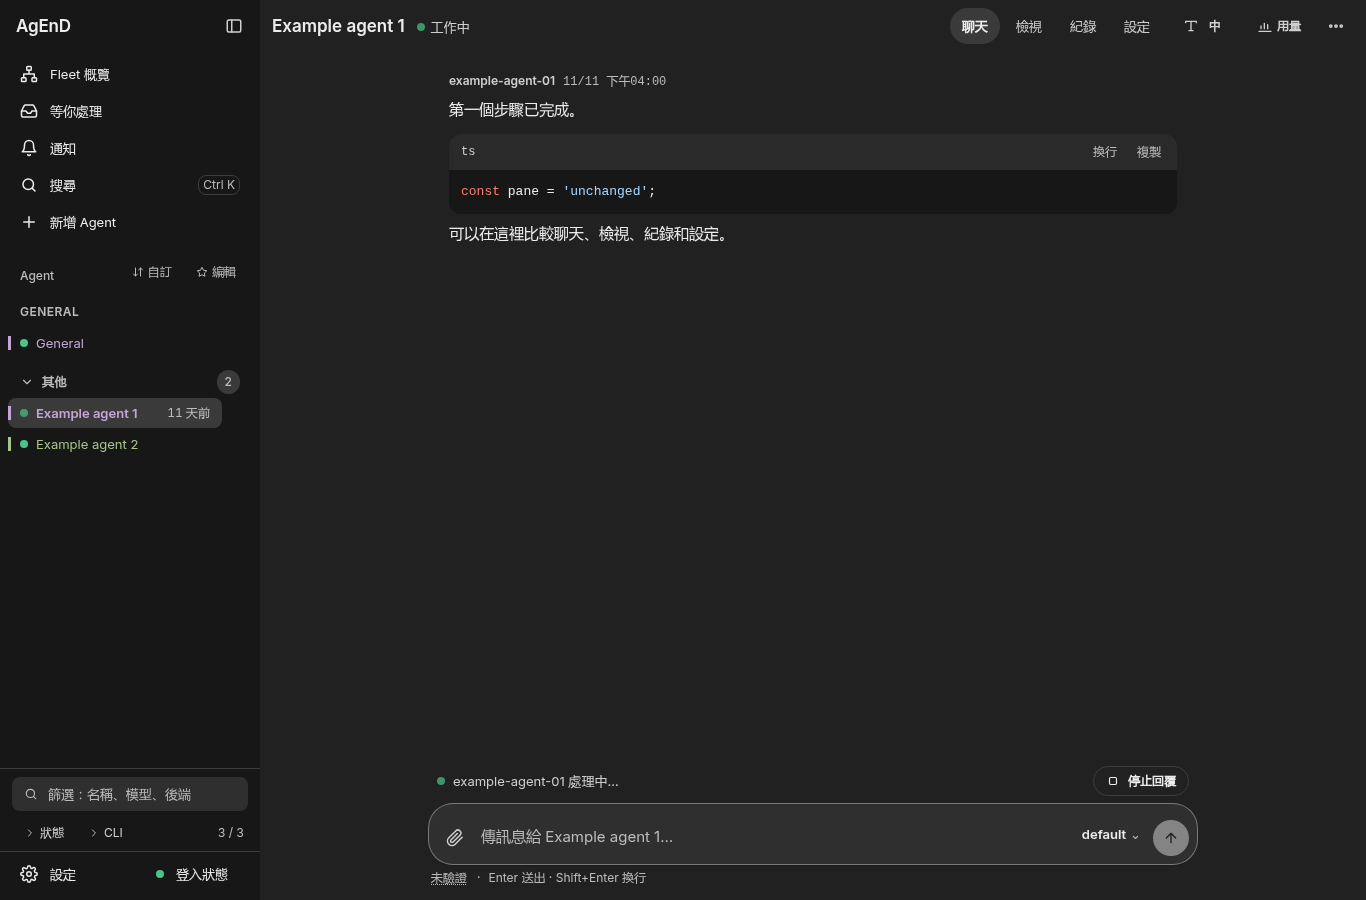 AgEnD
Fleet 概覽
等你處理
通知
搜尋 Ctrl K
新增 Agent
Agent 自訂 編輯
GENERAL
General
其他 2
Example agent 1 11 天前
Example agent 2
篩選：名稱、模型、後端
狀態 CLI 3 / 3
設定 登入狀態
Example agent 1 工作中 聊天 檢視 紀錄 設定 T 中 用量 •••
example-agent-01 11/11 下午04:00
第一個步驟已完成。
ts 換行 複製
const pane = 'unchanged';
可以在這裡比較聊天、檢視、紀錄和設定。
example-agent-01 處理中... 停止回覆
傳訊息給 Example agent 1... default
未驗證 · Enter 送出 · Shift+Enter 換行